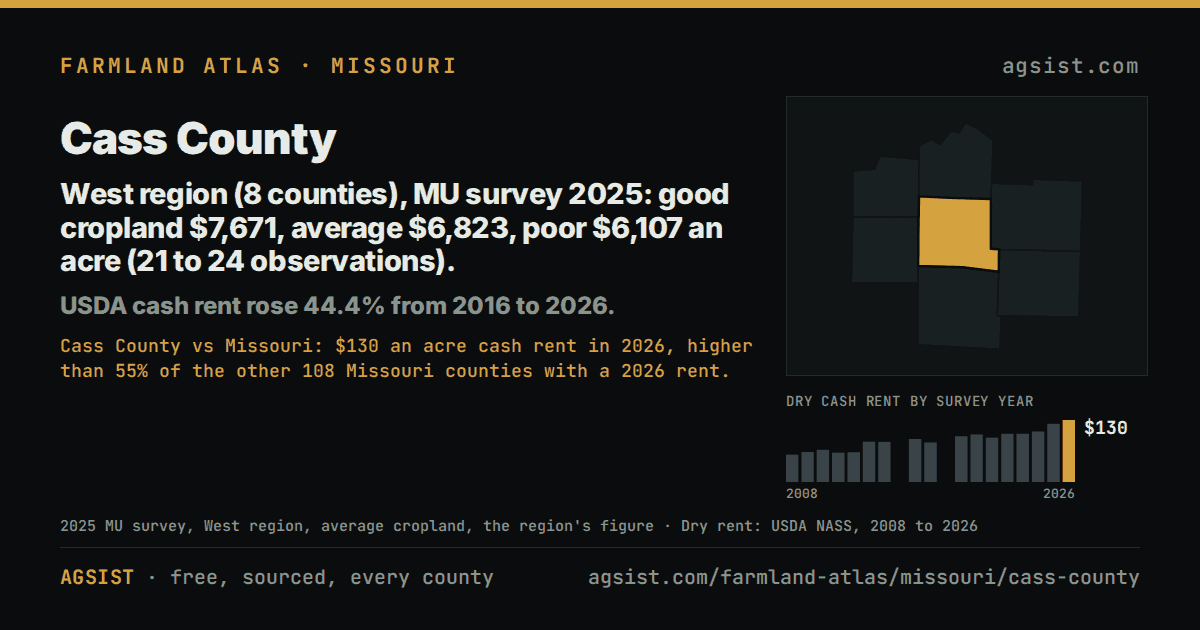 FARMLAND ATLAS · MISSOURI
agsist.com
Cass County
West region (8 counties), MU survey 2025: good
cropland $7,671, average $6,823, poor $6,107 an
acre (21 to 24 observations).
USDA cash rent rose 44.4% from 2016 to 2026.
Cass County vs Missouri: $130 an acre cash rent in 2026, higher
than 55% of the other 108 Missouri counties with a 2026 rent.
DRY CASH RENT BY SURVEY YEAR
$130
2008 2026
2025 MU survey, West region, average cropland, the region's figure · Dry rent: USDA NASS, 2008 to 2026
AGSIST · free, sourced, every county
agsist.com/farmland-atlas/missouri/cass-county